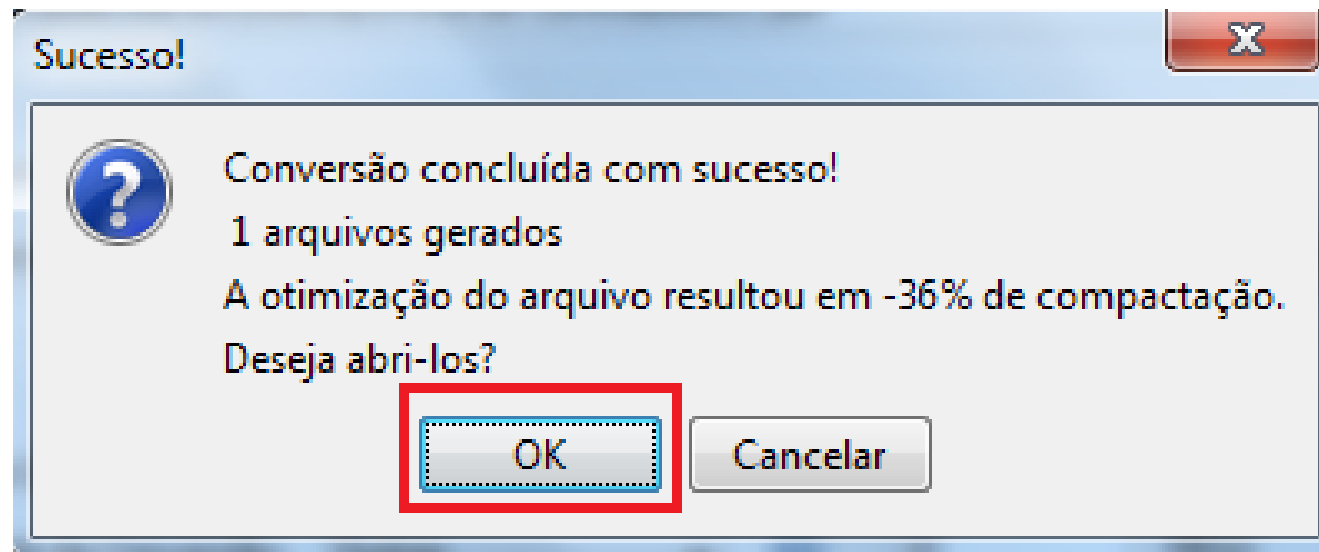 Sucesso!
Conversão concluída com sucesso!
1 arquivos gerados
A otimização do arquivo resultou em -36% de compactação.
Deseja abri-los?
OK
Cancelar